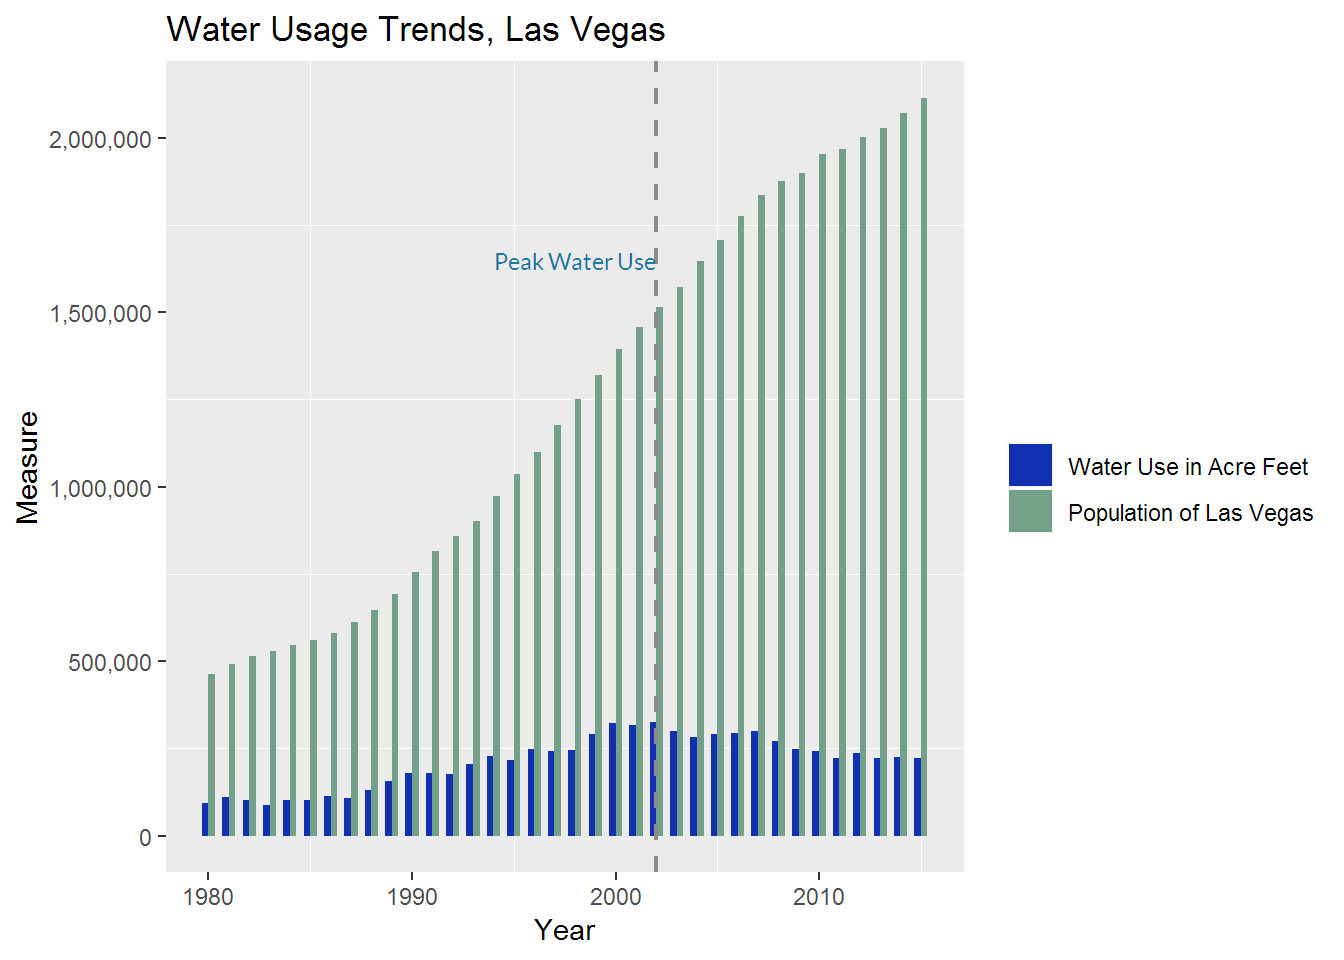 Water Usage Trends, Las Vegas
2,000,000
1,500,000
1,000,000
500,000
0
Measure
Peak Water Use
1980
1990
2000
2010
Year
Water Use in Acre Feet
Population of Las Vegas